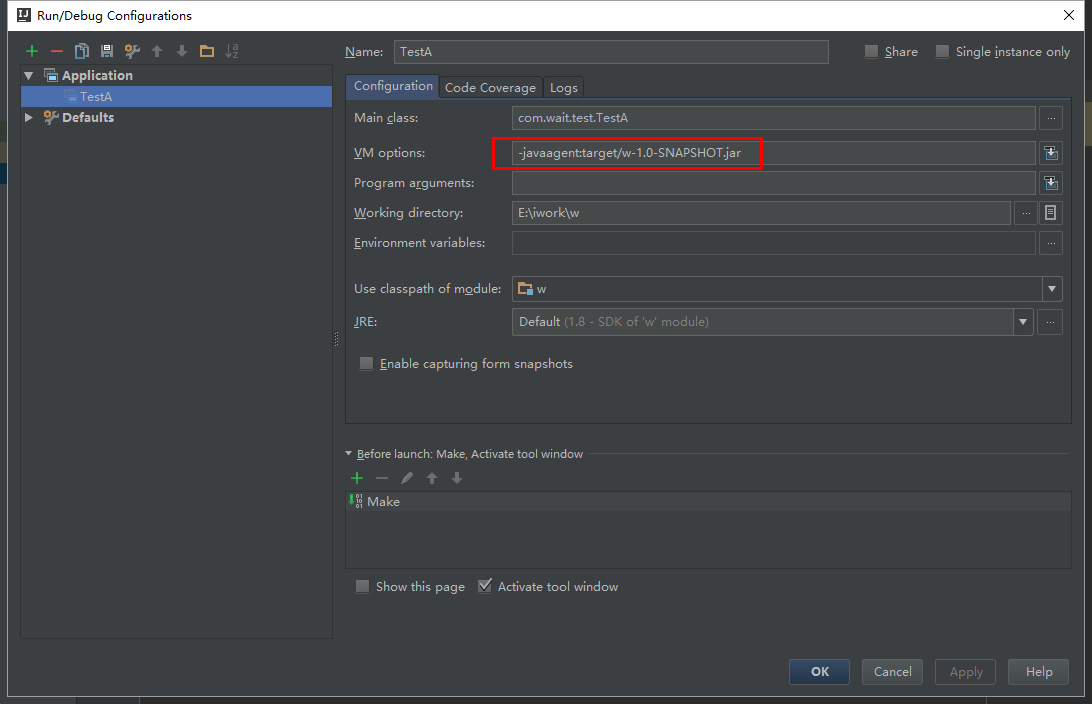 Run/Debug Configurations
Name: TestA
Share
Single instance only
Application
TestA
Defaults
Configuration Code Coverage Logs
Main class: com.wait.test.TestA
VM options: -javaagent:target/w-1.0-SNAPSHOT.jar
Program arguments:
Working directory: E:\iwork\w
Environment variables:
Use classpath of module: w
JRE: Default (1.8 - SDK of 'w' module)
Enable capturing form snapshots
Before launch: Make, Activate tool window
Make
Show this page Activate tool window
OK Cancel Apply Help